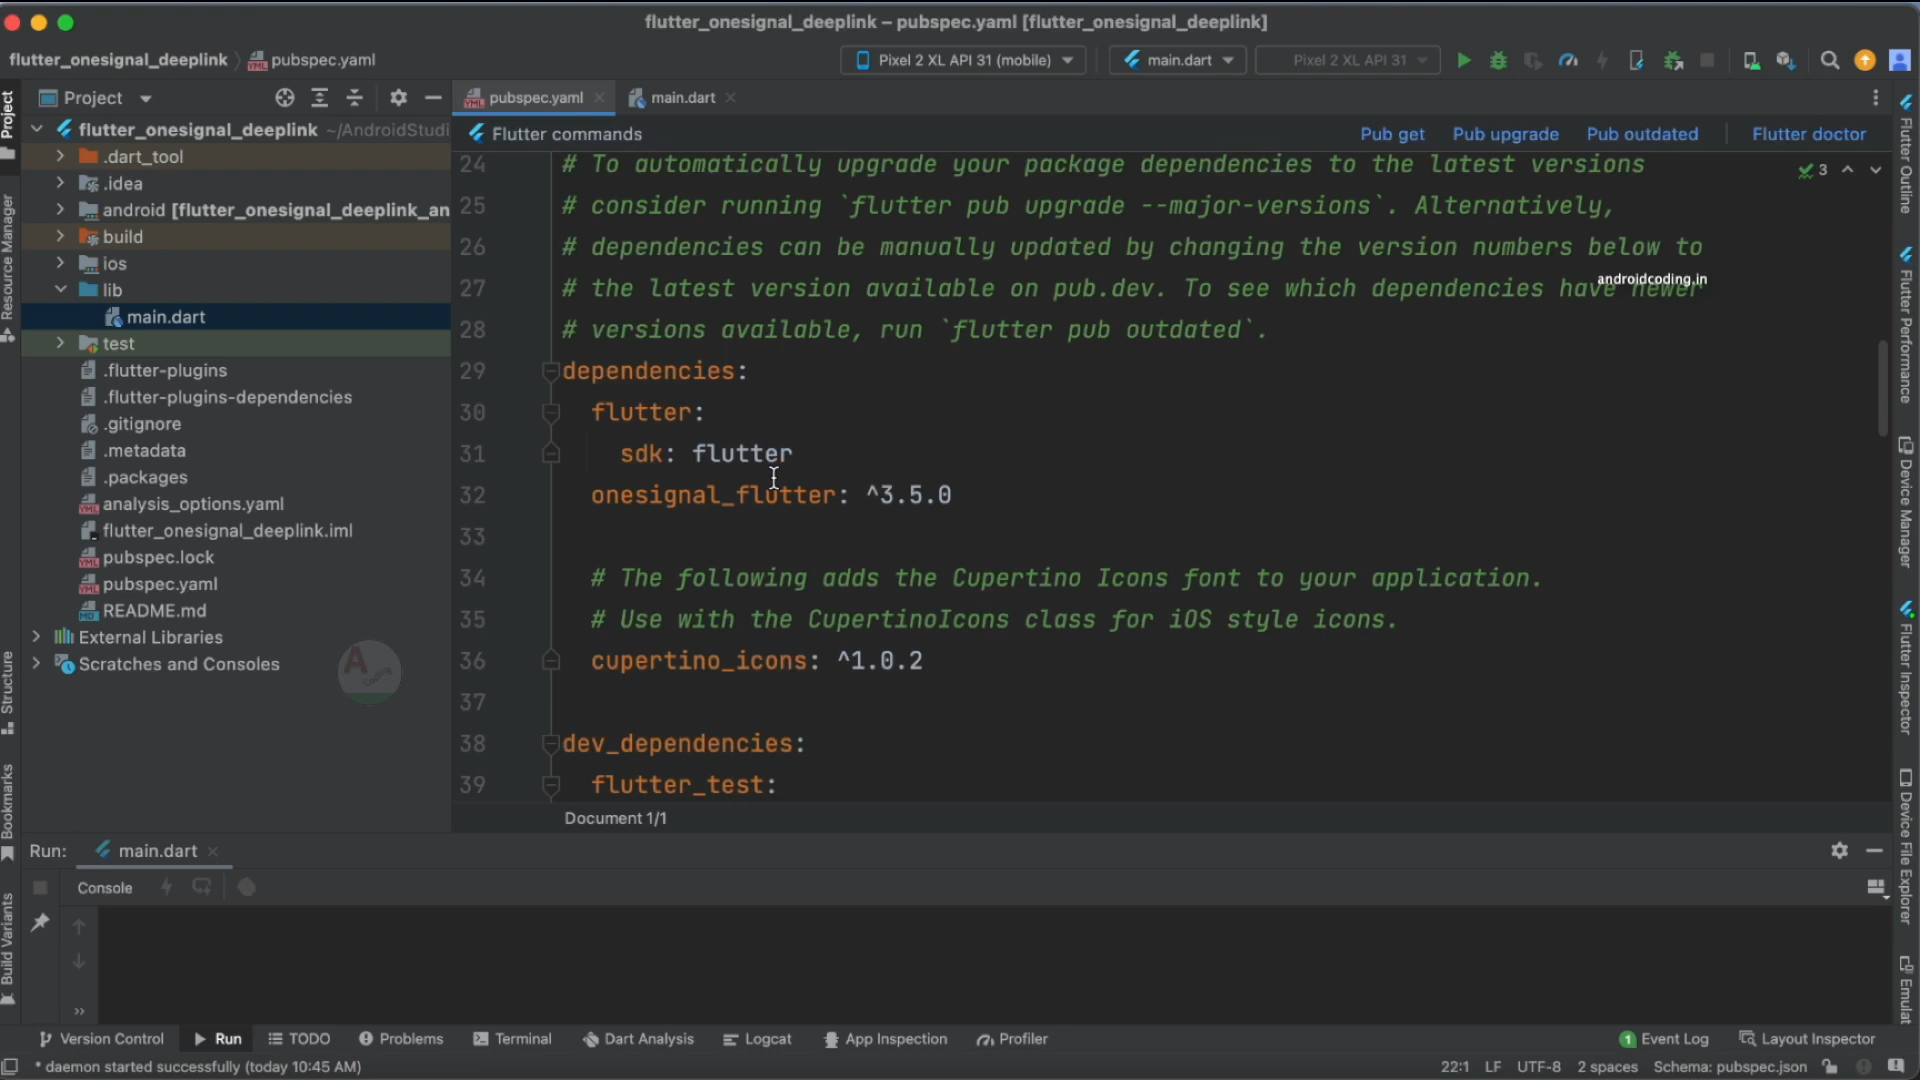 flutter_onesignal_deeplink – pubspec.yaml [flutter_onesignal_deeplink]
flutter_onesignal_deeplink
pubspec.yaml
Pixel 2 XL API 31 (mobile)
main.dart
Pixel 2 XL API 31
Project
pubspec.yaml
main.dart
Flutter commands
Pub get
Pub upgrade
Pub outdated
Flutter doctor
flutter_onesignal_deeplink ~/AndroidStudi
.dart_tool
.idea
android [flutter_onesignal_deeplink_an
build
ios
lib
main.dart
test
.flutter-plugins
.flutter-plugins-dependencies
.gitignore
.metadata
.packages
analysis_options.yaml
flutter_onesignal_deeplink.iml
pubspec.lock
pubspec.yaml
README.md
External Libraries
Scratches and Consoles
24 # To automatically upgrade your package dependencies to the latest versions
25 # consider running `flutter pub upgrade --major-versions`. Alternatively,
26 # dependencies can be manually updated by changing the version numbers below to
27 # the latest version available on pub.dev. To see which dependencies have newer
28 # versions available, run `flutter pub outdated`.
29 dependencies:
30 flutter:
31 sdk: flutter
32 onesignal_flutter: ^3.5.0
33
34 # The following adds the Cupertino Icons font to your application.
35 # Use with the CupertinoIcons class for iOS style icons.
36 cupertino_icons: ^1.0.2
37
38 dev_dependencies:
39 flutter_test:
3
androidcoding.in
Document 1/1
Project
Resource Manager
Structure
Bookmarks
Build Variants
Flutter Outline
Flutter Performance
Device Manager
Flutter Inspector
Device File Explorer
Emulat
Run:
main.dart
Console
Version Control
Run
TODO
Problems
Terminal
Dart Analysis
Logcat
App Inspection
Profiler
1 Event Log
Layout Inspector
* daemon started successfully (today 10:45 AM)
22:1
LF
UTF-8
2 spaces
Schema: pubspec.json